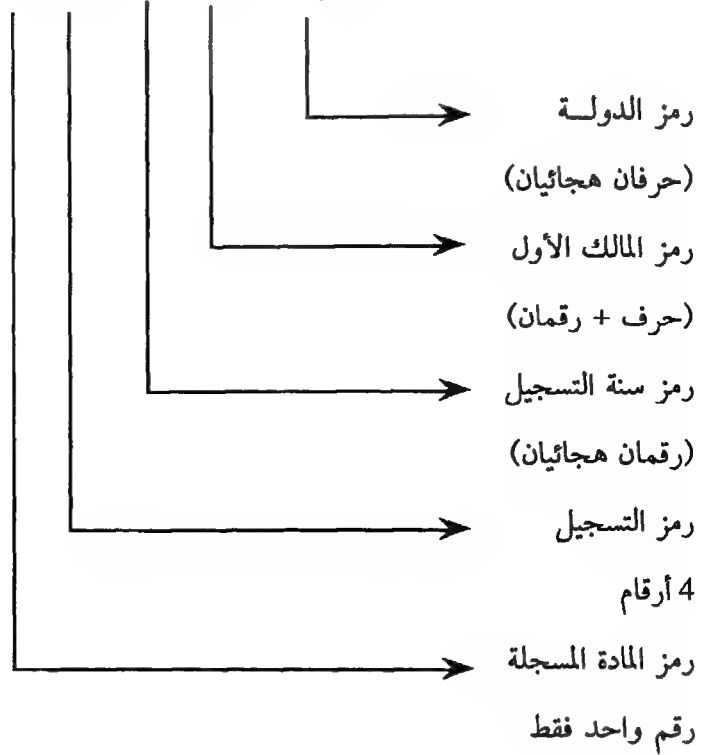 رمز الدولـــة
(حرفان هجائيان)
رمز المالك الأول
(حرف + رقمان)
رمز سنة التسجيل
(رقمان هجائيان)
رمز التسجيل
4 أرقام
رمز المادة المسجلة
رقم واحد فقط